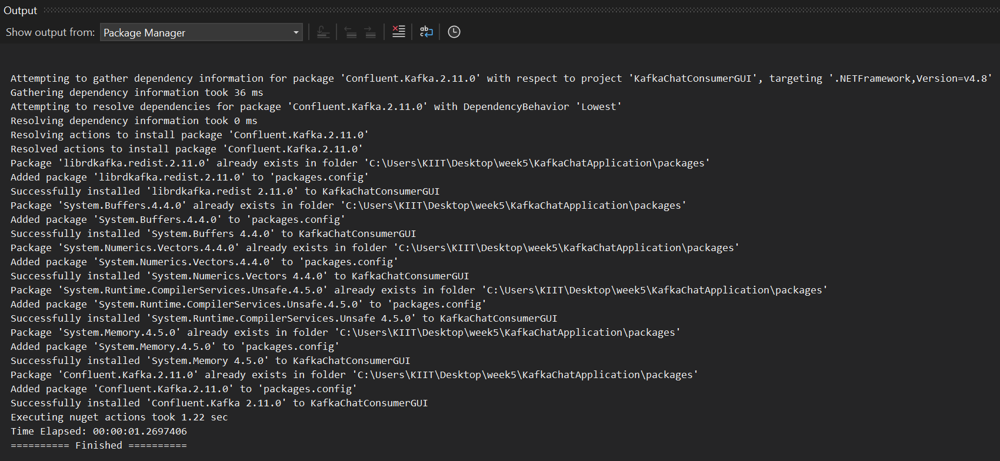 Output
Show output from: Package Manager
Attempting to gather dependency information for package 'Confluent.Kafka.2.11.0' with respect to project 'KafkaChatConsumerGUI', targeting '.NETFramework,Version=v4.8'
Gathering dependency information took 36 ms
Attempting to resolve dependencies for package 'Confluent.Kafka.2.11.0' with DependencyBehavior 'Lowest'
Resolving dependency information took 0 ms
Resolving actions to install package 'Confluent.Kafka.2.11.0'
Resolved actions to install package 'Confluent.Kafka.2.11.0'
Package 'librdkafka.redist.2.11.0' already exists in folder 'C:\Users\KIIT\Desktop\week5\KafkaChatApplication\packages'
Added package 'librdkafka.redist.2.11.0' to 'packages.config'
Successfully installed 'librdkafka.redist 2.11.0' to KafkaChatConsumerGUI
Package 'System.Buffers.4.4.0' already exists in folder 'C:\Users\KIIT\Desktop\week5\KafkaChatApplication\packages'
Added package 'System.Buffers.4.4.0' to 'packages.config'
Successfully installed 'System.Buffers 4.4.0' to KafkaChatConsumerGUI
Package 'System.Numerics.Vectors.4.4.0' already exists in folder 'C:\Users\KIIT\Desktop\week5\KafkaChatApplication\packages'
Added package 'System.Numerics.Vectors.4.4.0' to 'packages.config'
Successfully installed 'System.Numerics.Vectors 4.4.0' to KafkaChatConsumerGUI
Package 'System.Runtime.CompilerServices.Unsafe.4.5.0' already exists in folder 'C:\Users\KIIT\Desktop\week5\KafkaChatApplication\packages'
Added package 'System.Runtime.CompilerServices.Unsafe.4.5.0' to 'packages.config'
Successfully installed 'System.Runtime.CompilerServices.Unsafe 4.5.0' to KafkaChatConsumerGUI
Package 'System.Memory.4.5.0' already exists in folder 'C:\Users\KIIT\Desktop\week5\KafkaChatApplication\packages'
Added package 'System.Memory.4.5.0' to 'packages.config'
Successfully installed 'System.Memory 4.5.0' to KafkaChatConsumerGUI
Package 'Confluent.Kafka.2.11.0' already exists in folder 'C:\Users\KIIT\Desktop\week5\KafkaChatApplication\packages'
Added package 'Confluent.Kafka.2.11.0' to 'packages.config'
Successfully installed 'Confluent.Kafka 2.11.0' to KafkaChatConsumerGUI
Executing nuget actions took 1.22 sec
Time Elapsed: 00:00:01.2697406
========== Finished ==========